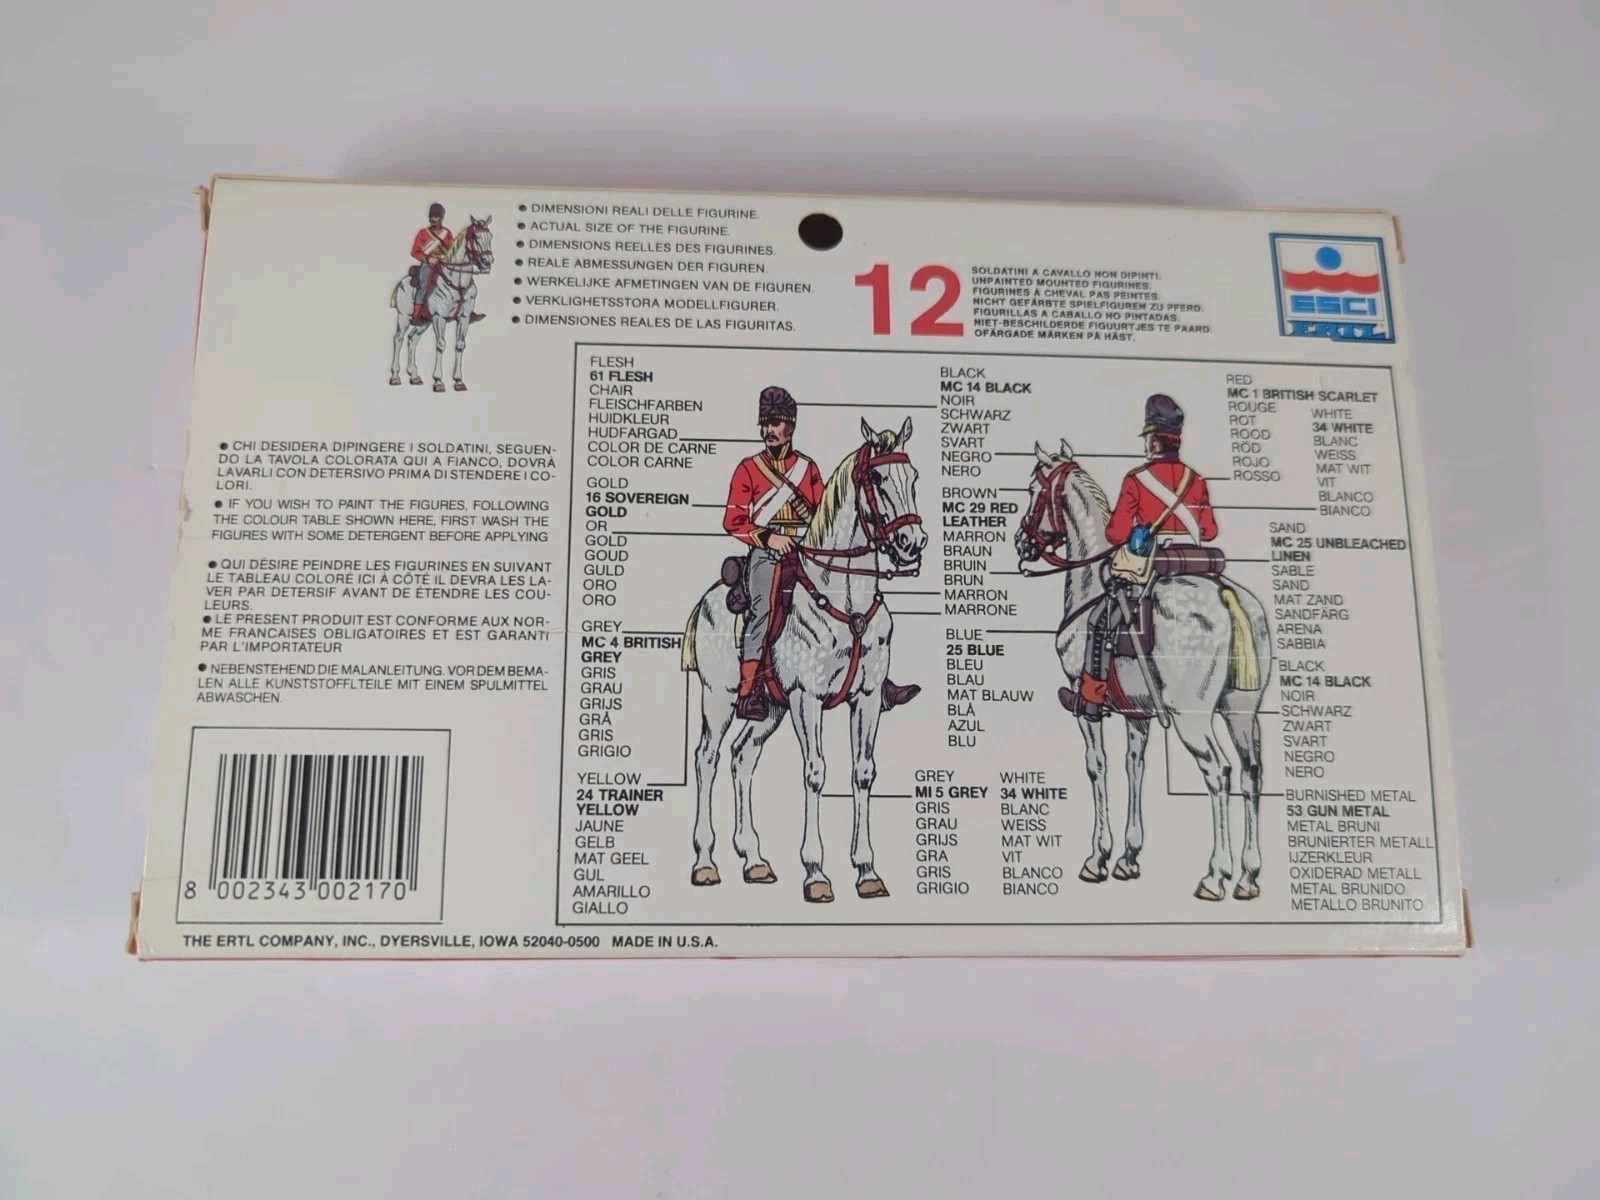 • DIMENSIONI REALI DELLE FIGURINE.
• ACTUAL SIZE OF THE FIGURINE.
• DIMENSIONS REELLES DES FIGURINES.
• REALE ABMESSUNGEN DER FIGUREN.
• WERKELIJKE AFMETINGEN VAN DE FIGUREN.
• VERKLIGHETSSTORA MODELLFIGURER.
• DIMENSIONES REALES DE LAS FIGURITAS.
12
SOLDATINI A CAVALLO NON DIPINTI.
UNPAINTED MOUNTED FIGURINES.
FIGURINES À CHEVAL PAS PEINTES.
NICHT GEFÄRBTE SPIELFIGUREN ZU PFERD.
FIGURILLAS A CABALLO NO PINTADAS.
NIET-BESCHILDERDE FIGUURTJES TE PAARD.
OFÄRGADE MÄRKEN PÅ HÄST.
ESCI
ERTL
• CHI DESIDERA DIPINGERE I SOLDATINI, SEGUEN-
DO LA TAVOLA COLORATA QUI A FIANCO, DOVRÀ
LAVARLI CON DETERSIVO PRIMA DI STENDERE I CO-
LORI.
• IF YOU WISH TO PAINT THE FIGURES, FOLLOWING
THE COLOUR TABLE SHOWN HERE, FIRST WASH THE
FIGURES WITH SOME DETERGENT BEFORE APPLYING
• QUI DÉSIRE PEINDRE LES FIGURINES EN SUIVANT
LE TABLEAU COLORÉ ICI À CÔTÉ IL DEVRA LES LA-
VER PAR DETERSIF AVANT DE ÉTENDRE LES COU-
LEURS.
• LE PRESENT PRODUIT EST CONFORME AUX NOR-
ME FRANCAISES OBLIGATOIRES ET EST GARANTI
PAR L'IMPORTATEUR
• NEBENSTEHEND DIE MALANLEITUNG. VOR DEM BEMA-
LEN ALLE KUNSTSTOFFLTEILE MIT EINEM SPULMITTEL
ABWASCHEN.
8 002343 002170
THE ERTL COMPANY, INC., DYERSVILLE, IOWA 52040-0500 MADE IN U.S.A.
FLESH
61 FLESH
CHAIR
FLEISCHFARBEN
HUIDKLEUR
HUDFARGAD
COLOR DE CARNE
COLOR CARNE
GOLD
16 SOVEREIGN
GOLD
OR
GOLD
GOUD
GULD
ORO
ORO
GREY
MC 4 BRITISH
GREY
GRIS
GRAU
GRIJS
GRÅ
GRIS
GRIGIO
YELLOW
24 TRAINER
YELLOW
JAUNE
GELB
MAT GEEL
GUL
AMARILLO
GIALLO
BLACK
MC 14 BLACK
NOIR
SCHWARZ
ZWART
SVART
NEGRO
NERO
BROWN
MC 29 RED
LEATHER
MARRON
BRAUN
BRUIN
BRUN
MARRON
MARRONE
BLUE
25 BLUE
BLEU
BLAU
MAT BLAUW
BLÅ
AZUL
BLU
GREY
MI 5 GREY
GRIS
GRAU
GRIJS
GRA
GRIS
GRIGIO
WHITE
34 WHITE
BLANC
WEISS
MAT WIT
VIT
BLANCO
BIANCO
RED
MC 1 BRITISH SCARLET
ROUGE
ROT
ROOD
RÖD
ROJO
ROSSO
WHITE
34 WHITE
BLANC
WEISS
MAT WIT
VIT
BLANCO
BIANCO
SAND
MC 25 UNBLEACHED
LINEN
SABLE
SAND
MAT ZAND
SANDFÄRG
ARENA
SABBIA
BLACK
MC 14 BLACK
NOIR
SCHWARZ
ZWART
SVART
NEGRO
NERO
BURNISHED METAL
53 GUN METAL
METAL BRUNI
BRUNIERTER METALL
IJZERKLEUR
OXIDERAD METALL
METAL BRUNIDO
METALLO BRUNITO